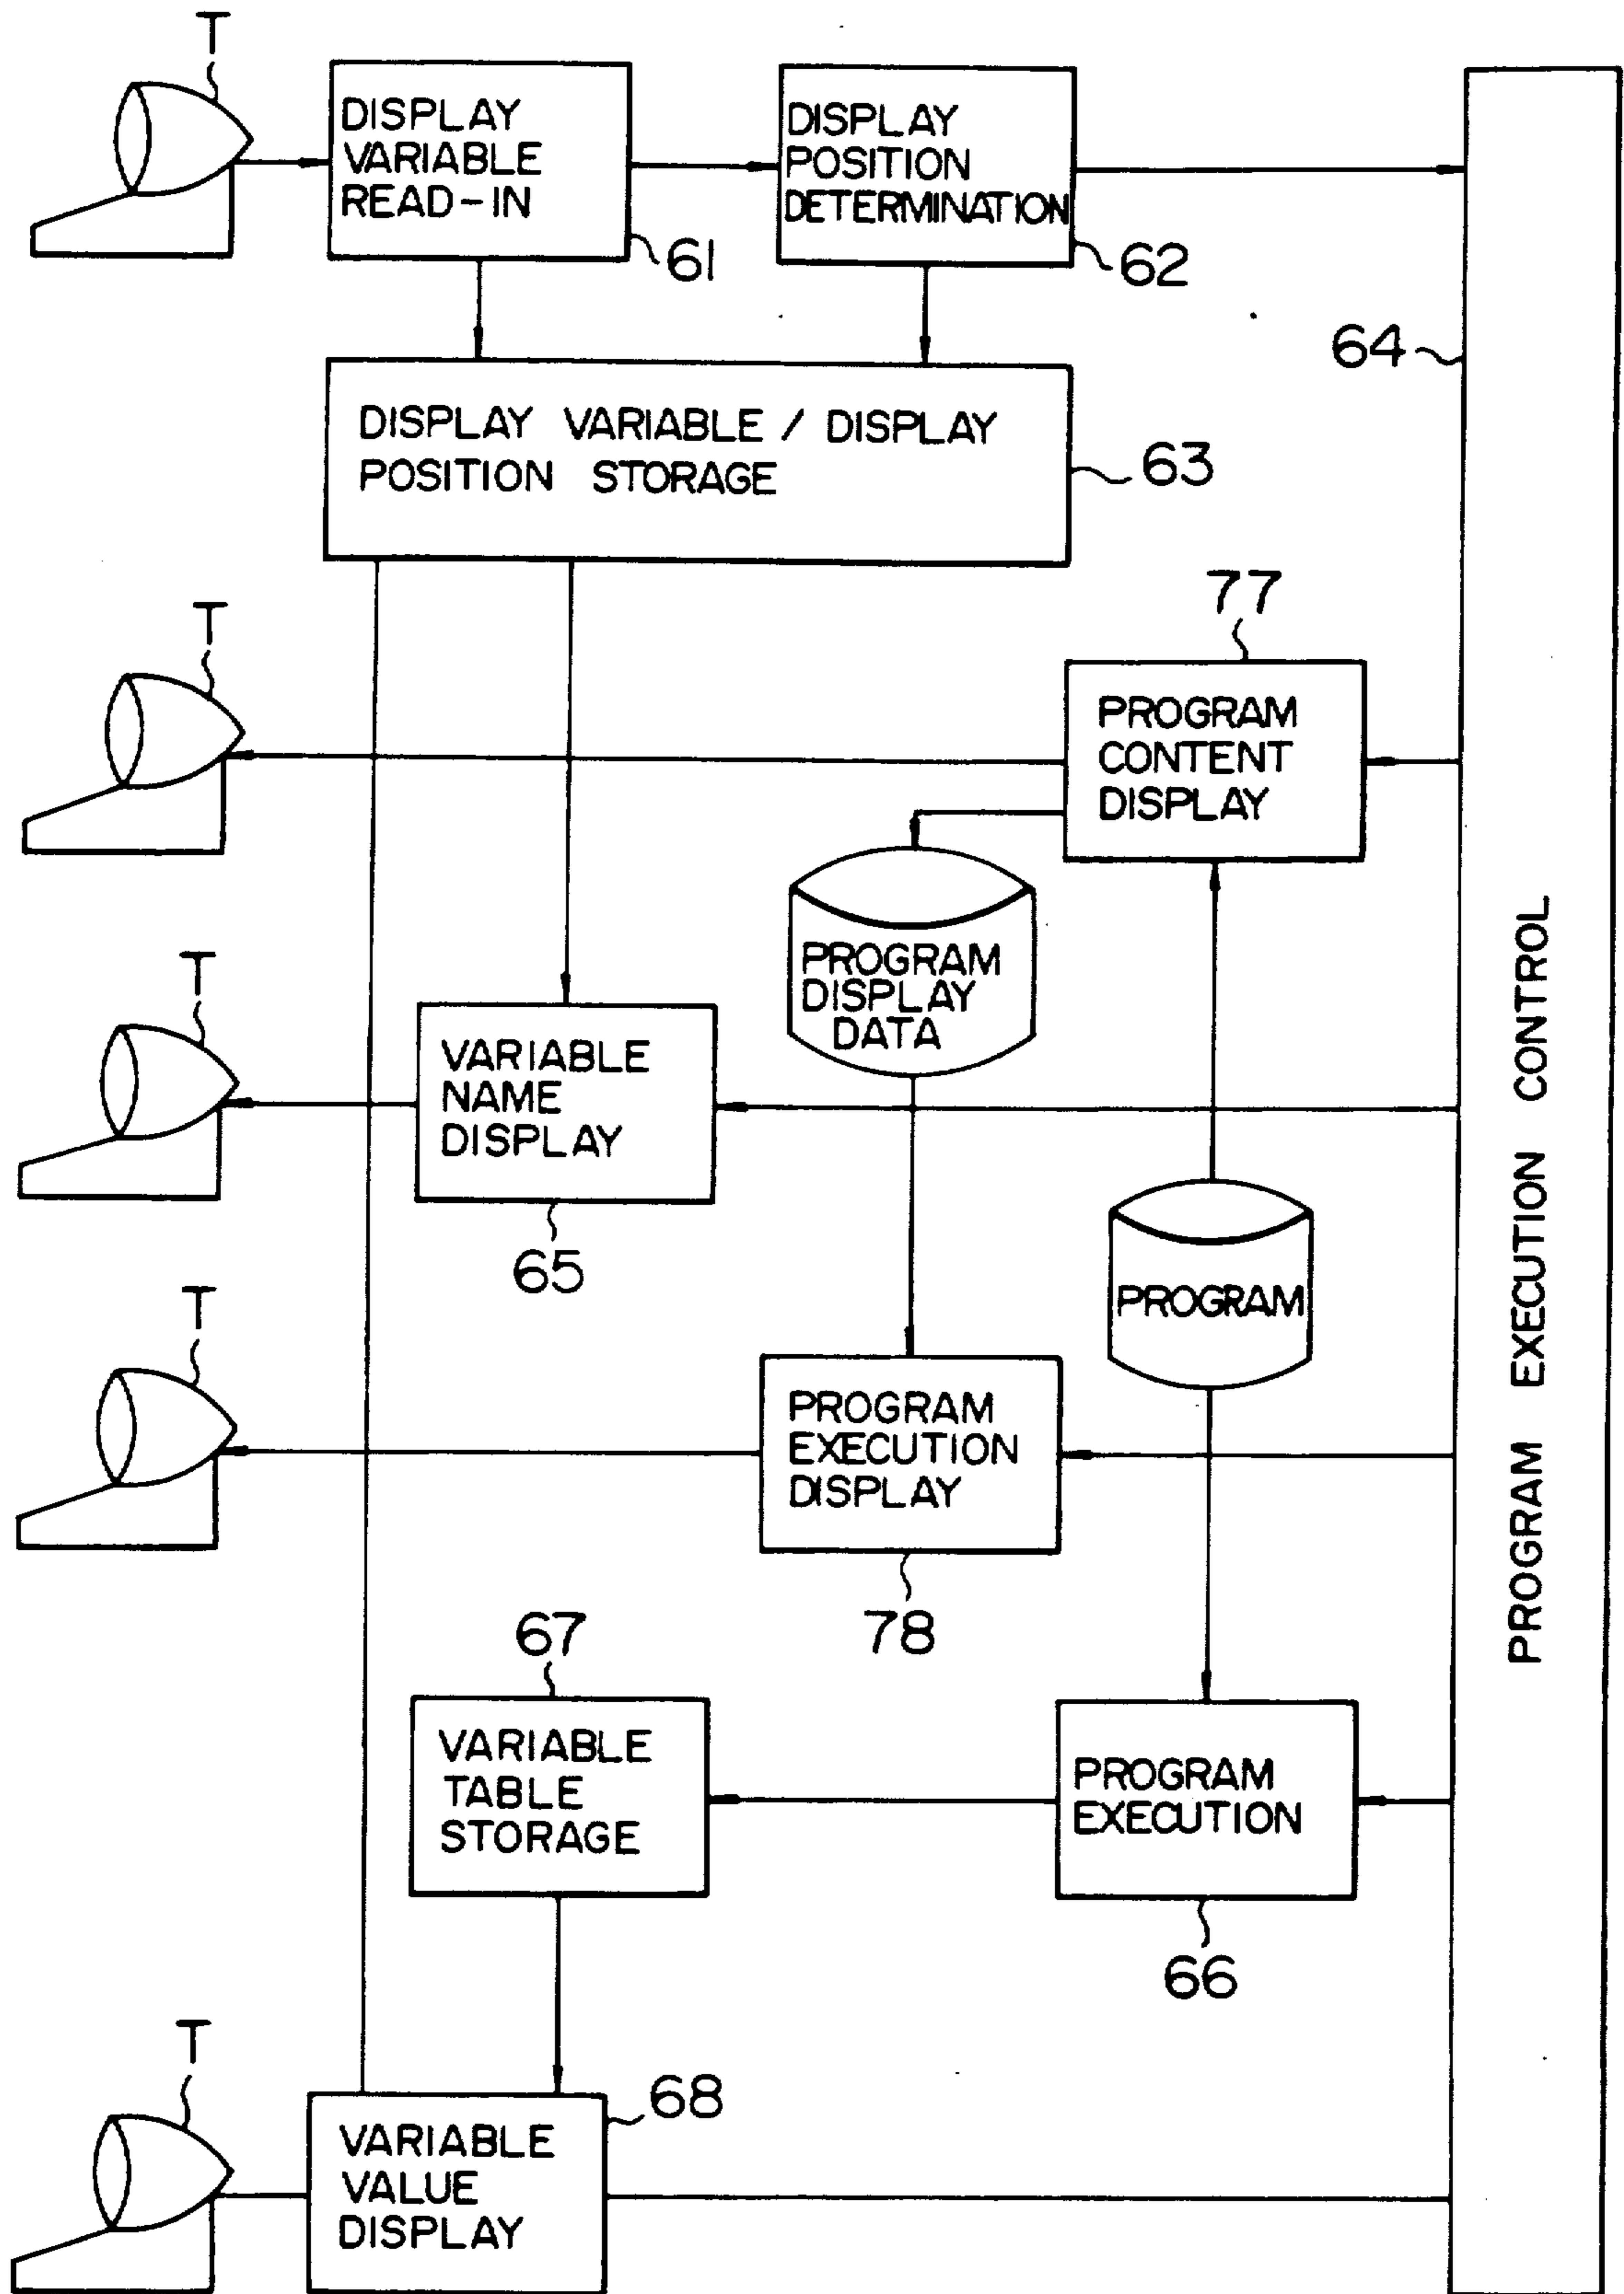 T
DISPLAY
VARIABLE
READ-IN
61
DISPLAY
POSITION
DETERMINATION
62
64
DISPLAY VARIABLE / DISPLAY
POSITION STORAGE
63
T
77
PROGRAM
CONTENT
DISPLAY
PROGRAM
DISPLAY
DATA
T
VARIABLE
NAME
DISPLAY
65
PROGRAM
PROGRAM EXECUTION CONTROL
T
PROGRAM
EXECUTION
DISPLAY
78
67
VARIABLE
TABLE
STORAGE
PROGRAM
EXECUTION
66
T
68
VARIABLE
VALUE
DISPLAY